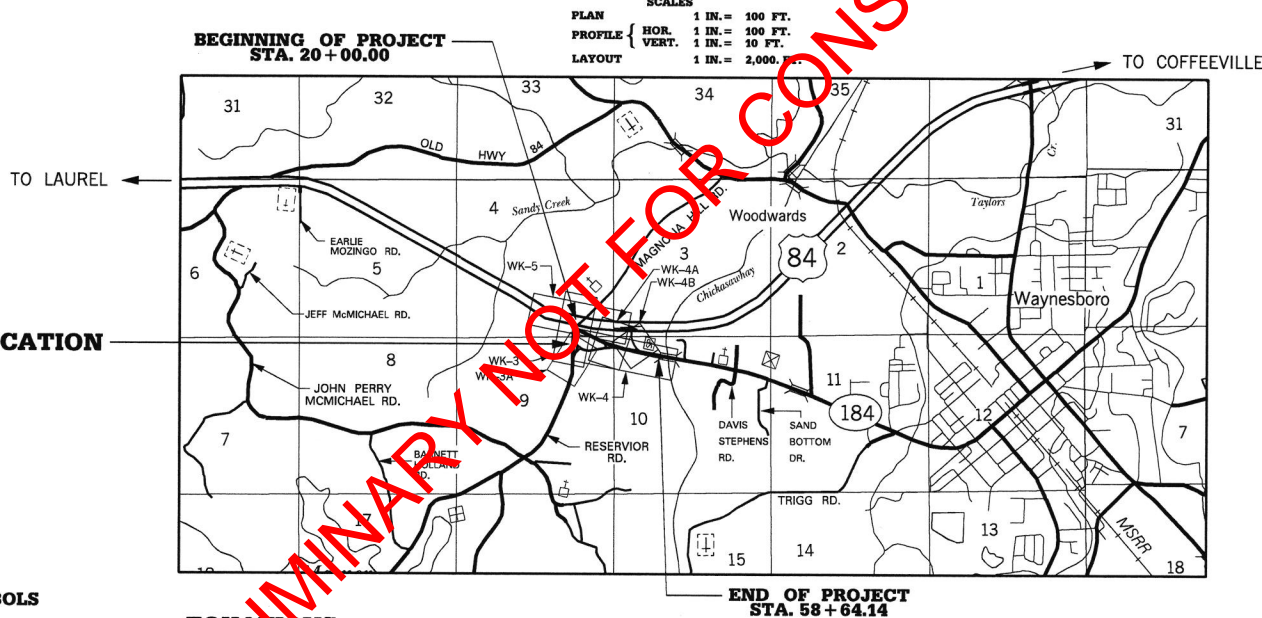 SCALES
PLAN 1 IN.= 100 FT.
PROFILE { HOR. 1 IN.= 100 FT.
VERT. 1 IN.= 10 FT.
LAYOUT 1 IN.= 2,000. FT.
BEGINNING OF PROJECT
STA. 20+00.00
TO COFFEEVILLE
31
32
33
34
35
31
OLD HWY 84
TO LAUREL
Cr.
Taylors
4
Sandy Creek
MAGNOLIA HILL RD.
Woodwards
EARLIE
MOZINGO RD.
6
5
WK-5
3
WK-4A
WK-4B
84
2
Chickasawhay
1
Waynesboro
JEFF McMICHAEL RD.
CATION
8
WK-3
WK-3A
JOHN PERRY
MCMICHAEL RD.
9
WK-4
10
11
184
12
DAVIS
STEPHENS
RD.
SAND
BOTTOM
DR.
7
7
RESERVIOR
RD.
BARNETT
HOLLAND
RD.
TRIGG RD.
17
13
MSRR
15
14
18
END OF PROJECT
STA. 58+64.14
BOLS
IMINARY NOT FOR CONS